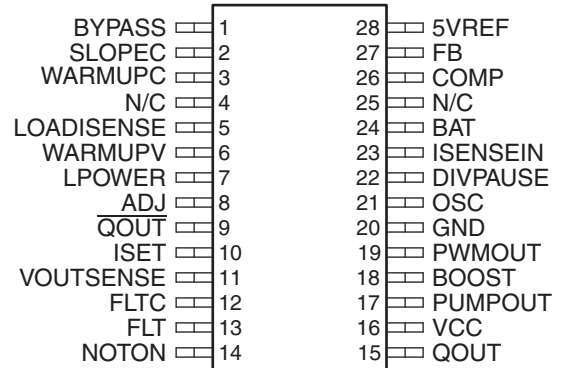 BYPASS 1 28 5VREF
SLOPEC 2 27 FB
WARMUPC 3 26 COMP
N/C 4 25 N/C
LOADISENSE 5 24 BAT
WARMUPV 6 23 ISENSEIN
LPOWER 7 22 DIVPAUSE
ADJ 8 21 OSC
QOUT 9 20 GND
ISET 10 19 PWMOUT
VOUTSENSE 11 18 BOOST
FLTC 12 17 PUMPOUT
FLT 13 16 VCC
NOTON 14 15 QOUT